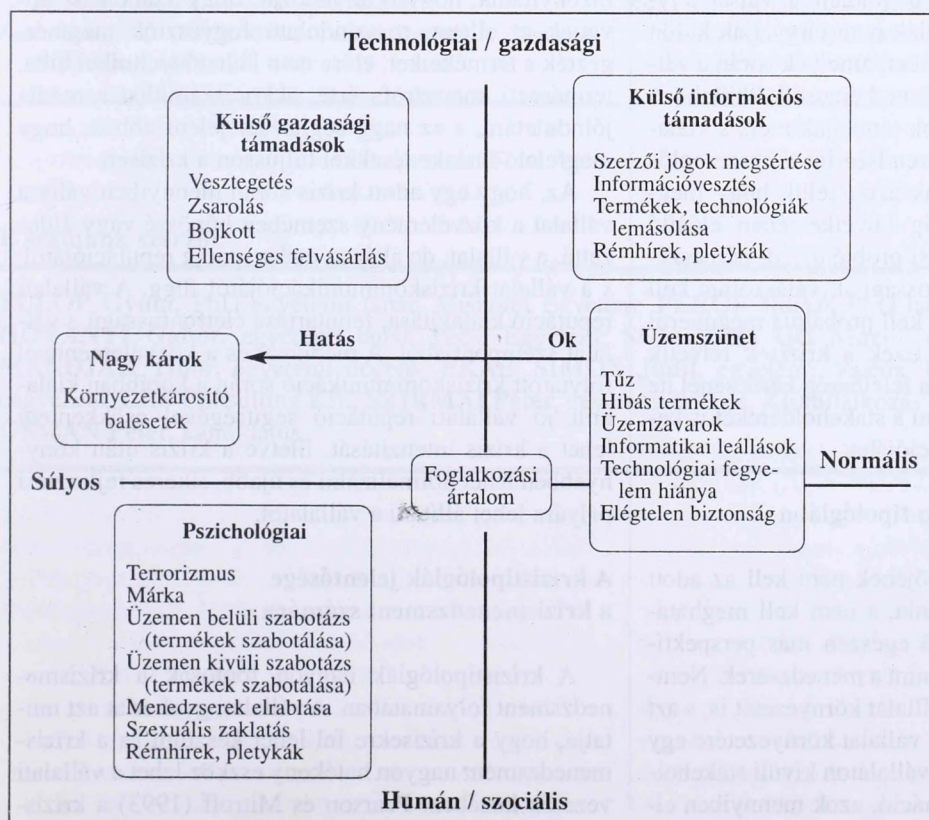 Technológiai / gazdasági
Külső gazdasági
támadások
Vesztegetés
Zsarolás
Bojkott
Ellenséges felvásárlás
Külső információs
támadások
Szerzői jogok megsértése
Információvesztés
Termékek, technológiák
lemásolása
Rémhírek, pletykák
Nagy károk
Környezetkárosító
balesetek
Hatás
Ok
Üzemszünet
Tűz
Hibás termékek
Üzemzavarok
Informatikai leállások
Technológiai fegye-
lem hiánya
Elégtelen biztonság
Súlyos
Foglalkozási
ártalom
Normális
Pszichológiai
Terrorizmus
Márka
Üzemen belüli szabotázs
(termékek szabotálása)
Üzemen kivüli szabotázs
(termékek szabotálása)
Menedzserek elrablása
Szexuális zaklatás
Rémhírek, pletykák
Humán / szociális